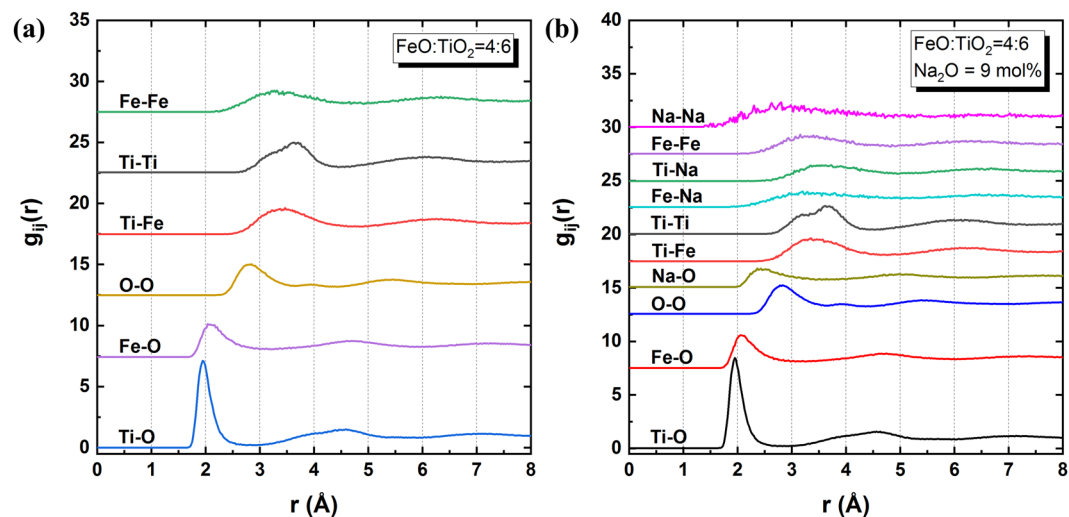 (a)
FeO:TiO₂=4:6
35
30
25
20
15
10
5
0
gᵢⱼ(r)
Fe-Fe
Ti-Ti
Ti-Fe
O-O
Fe-O
Ti-O
0 1 2 3 4 5 6 7 8
r (Å)
(b)
FeO:TiO₂=4:6
Na₂O = 9 mol%
40
35
30
25
20
15
10
5
0
gᵢⱼ(r)
Na-Na
Fe-Fe
Ti-Na
Fe-Na
Ti-Ti
Ti-Fe
Na-O
O-O
Fe-O
Ti-O
0 1 2 3 4 5 6 7 8
r (Å)